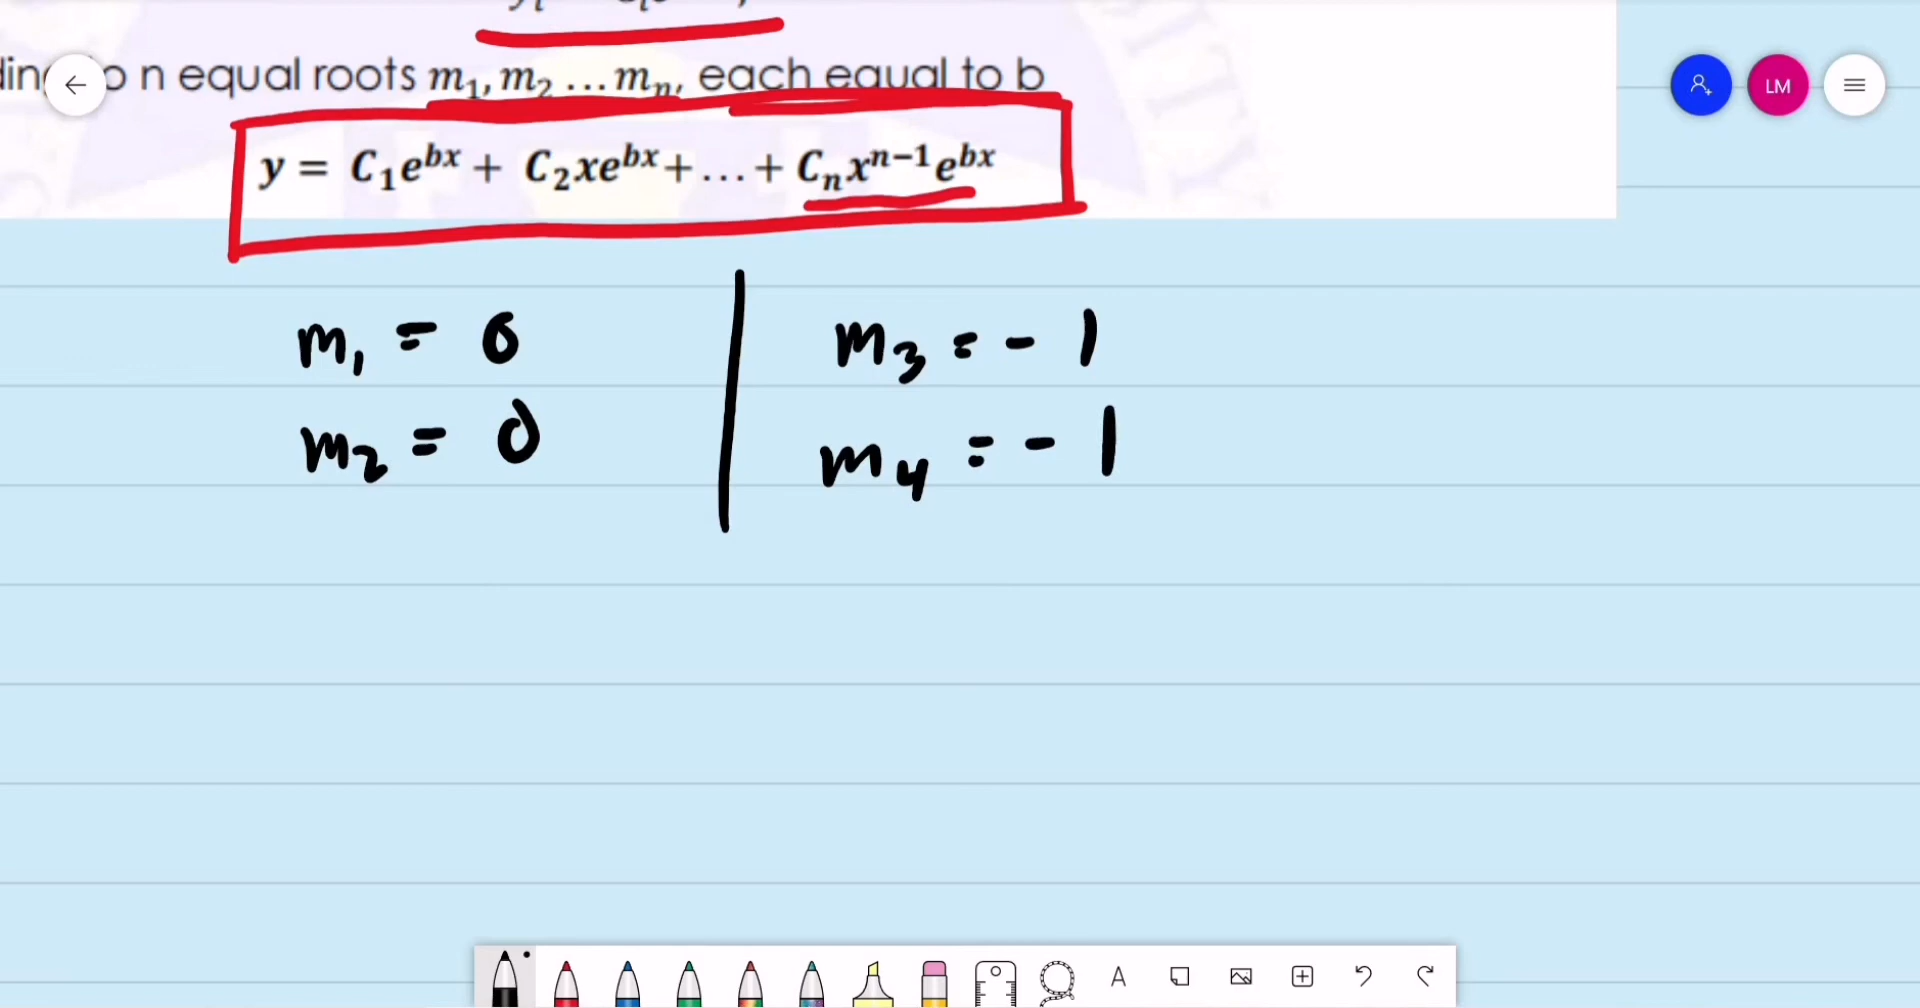 n equal roots m₁, m₂ … mₙ, each equal to b
y = C₁e^{bx} + C₂xe^{bx}+…+ Cₙx^{n−1}e^{bx}
m₁ = 0
m₂ = 0
m₃ = - 1
m₄ = - 1
LM
A